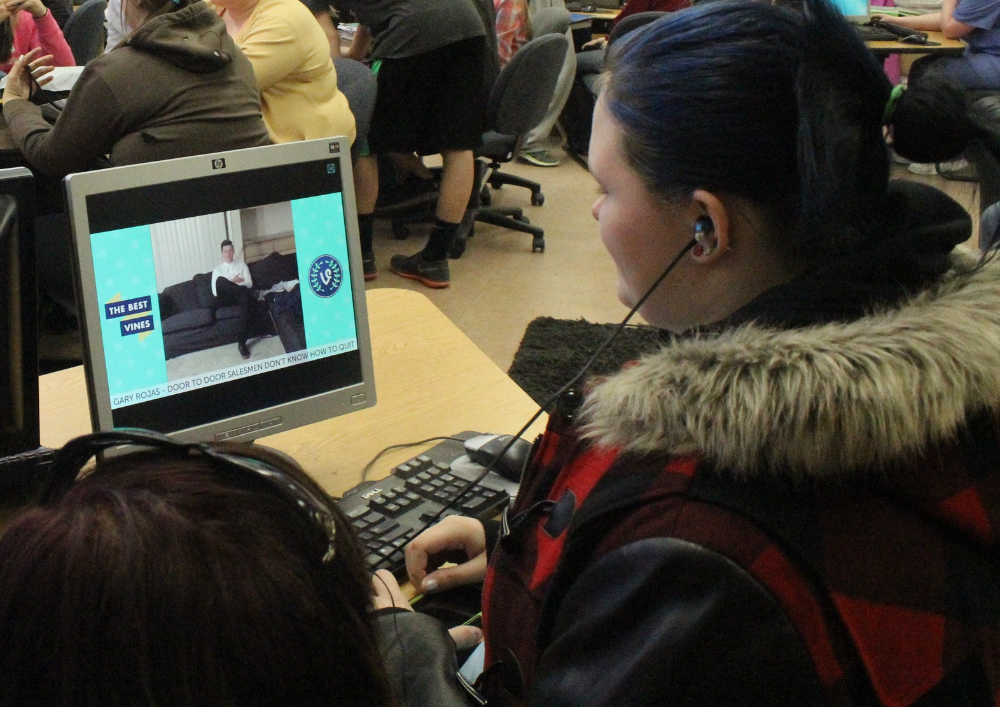 hp
THE BEST
VINES
GARY ROJAS - DOOR TO DOOR SALESMEN DON'T KNOW HOW TO QUIT
DELL